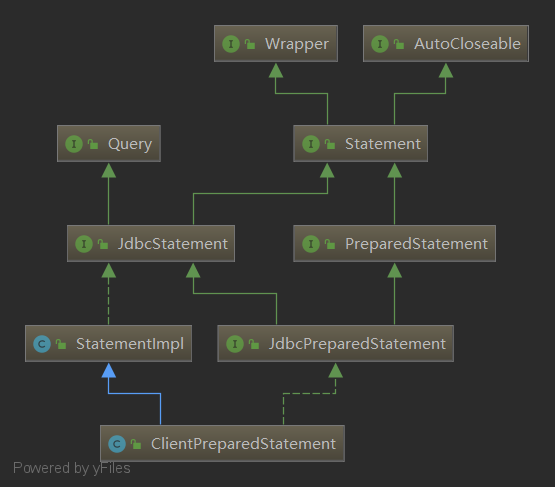 Wrapper
AutoCloseable
Query
Statement
JdbcStatement
PreparedStatement
StatementImpl
JdbcPreparedStatement
ClientPreparedStatement
Powered by yFiles